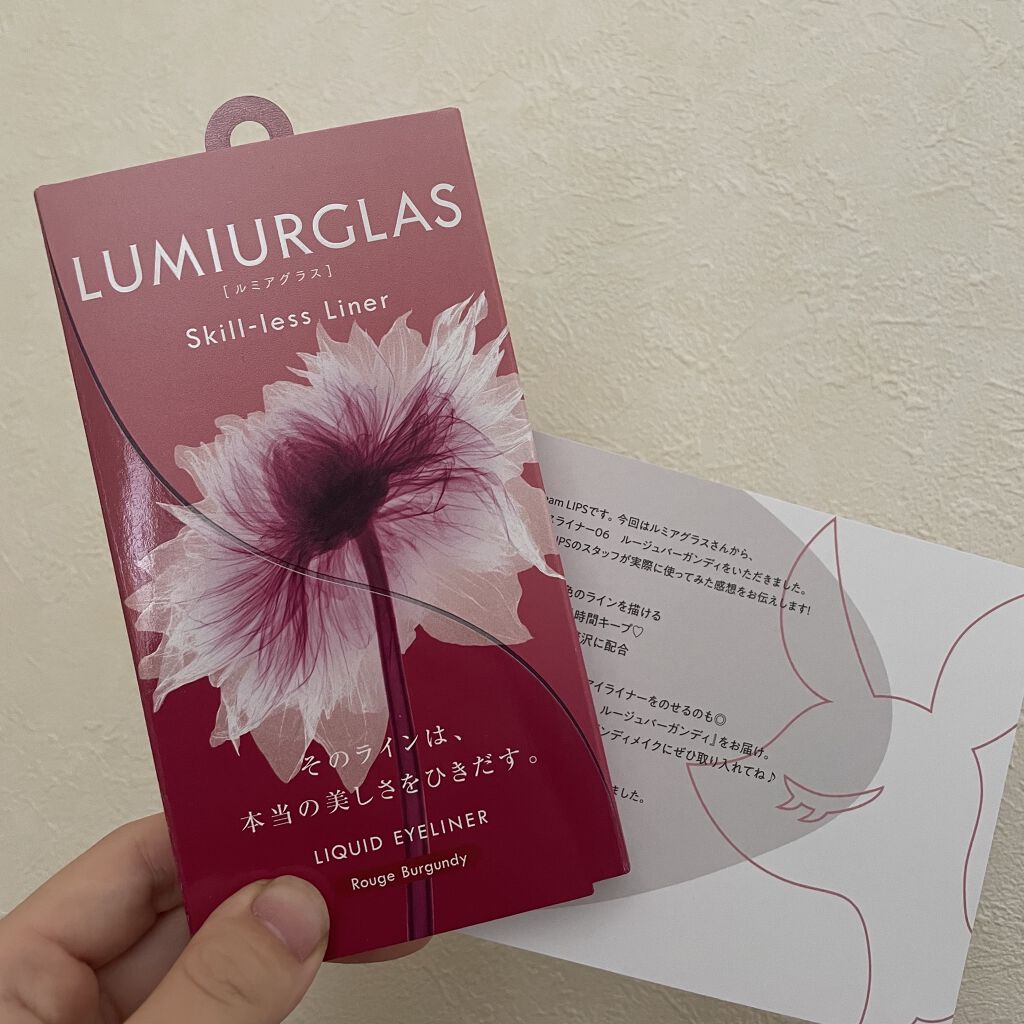 LUMIURGLAS
[ルミアグラス]
Skill-less Liner
そのラインは、
本当の美しさをひきだす。
LIQUID EYELINER
Rouge Burgundy
LIPSです。今回はルミアグラスさんから、
ライナー06 ルージュバーガンディをいただきました。
のスタッフが実際に使ってみた感想をお伝えします!
色のラインを描ける
時間キープ♡
沢に配合
アイライナーをのせるのも◎
ルージュバーガンディ』をお届け。
ンディメイクにぜひ取り入れてね♪
ました。